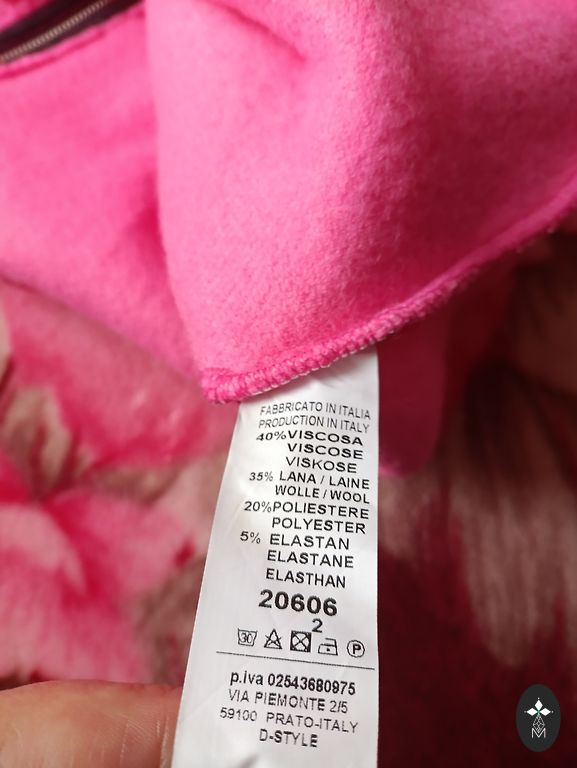 FABBRICATO IN ITALIA
PRODUCTION IN ITALY
40%VISCOSA
VISCOSE
VISKOSE
35% LANA / LAINE
WOLLE / WOOL
20%POLIESTERE
POLYESTER
5% ELASTAN
ELASTANE
ELASTHAN
20606
2
30 P
p.iva 02543680975
VIA PIEMONTE 2/5
59100 PRATO-ITALY
D-STYLE
M